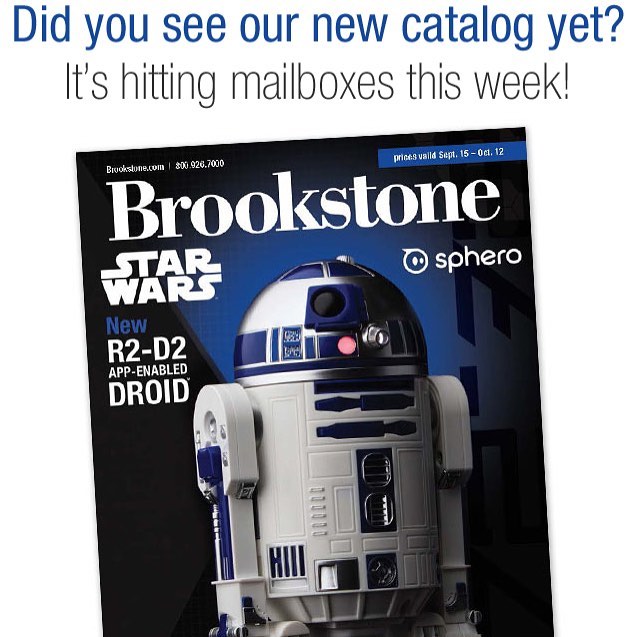 Did you see our new catalog yet?
It's hitting mailboxes this week!
Brookstone.com | 800.926.7000
prices valid Sept. 15 – Oct. 12
Brookstone
STAR
WARS
sphero
New
R2-D2
APP-ENABLED
DROID